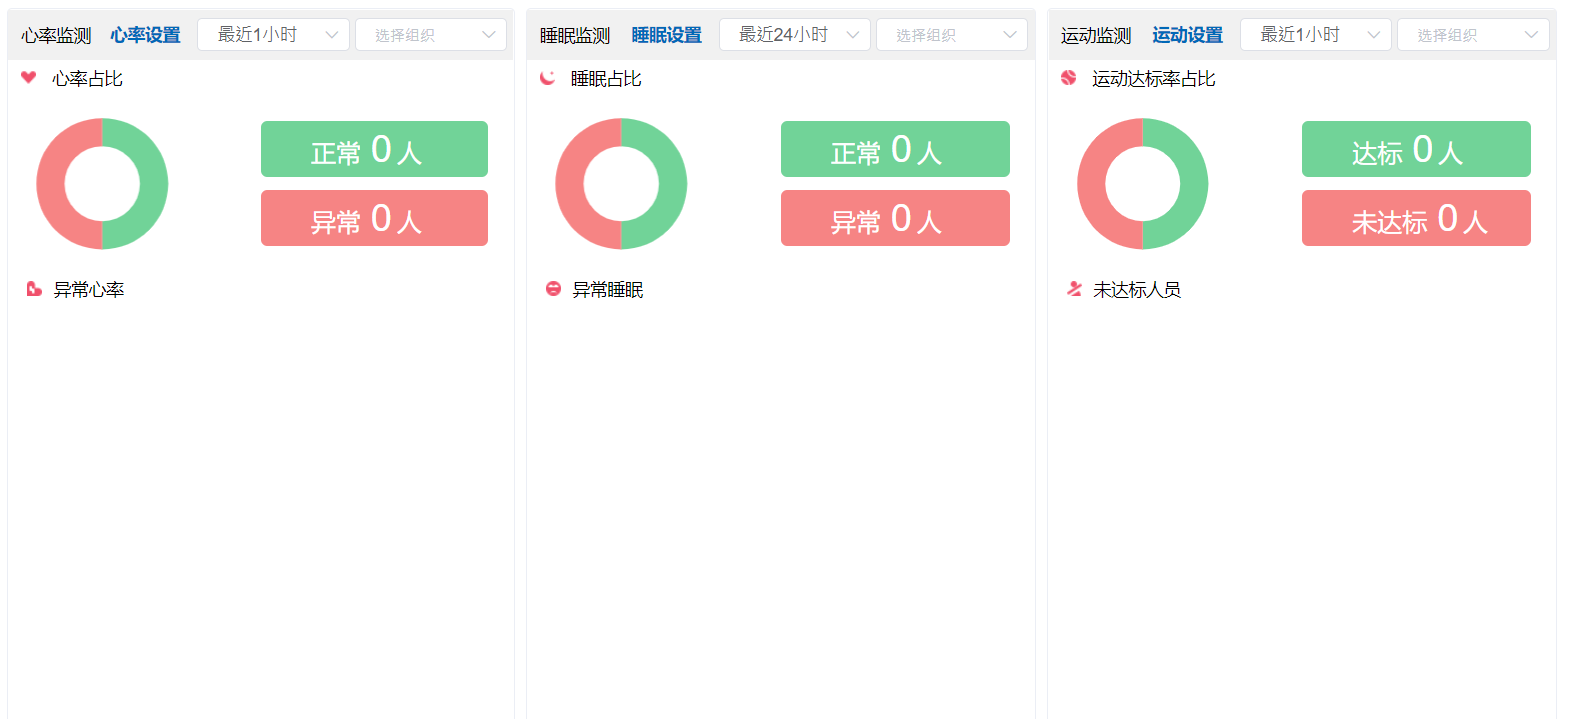 心率监测 心率设置 最近1小时 选择组织
心率占比
正常 0 人
异常 0 人
异常心率
睡眠监测 睡眠设置 最近24小时 选择组织
睡眠占比
正常 0 人
异常 0 人
异常睡眠
运动监测 运动设置 最近1小时 选择组织
运动达标率占比
达标 0 人
未达标 0 人
未达标人员